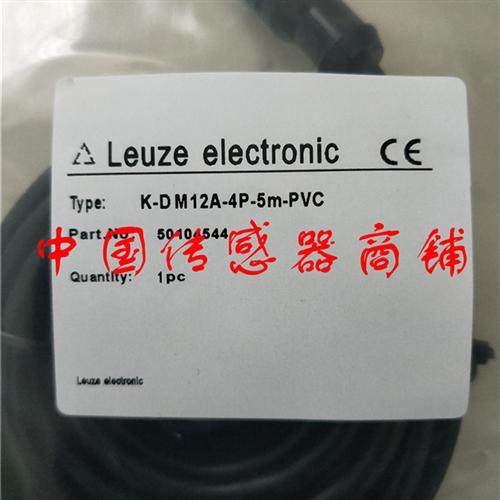 Leuze electronic CE
Type: K-D M12A-4P-5m-PVC
Part.No 50104544
中国传感器商铺
Quantity: 1pc
Leuze electronic